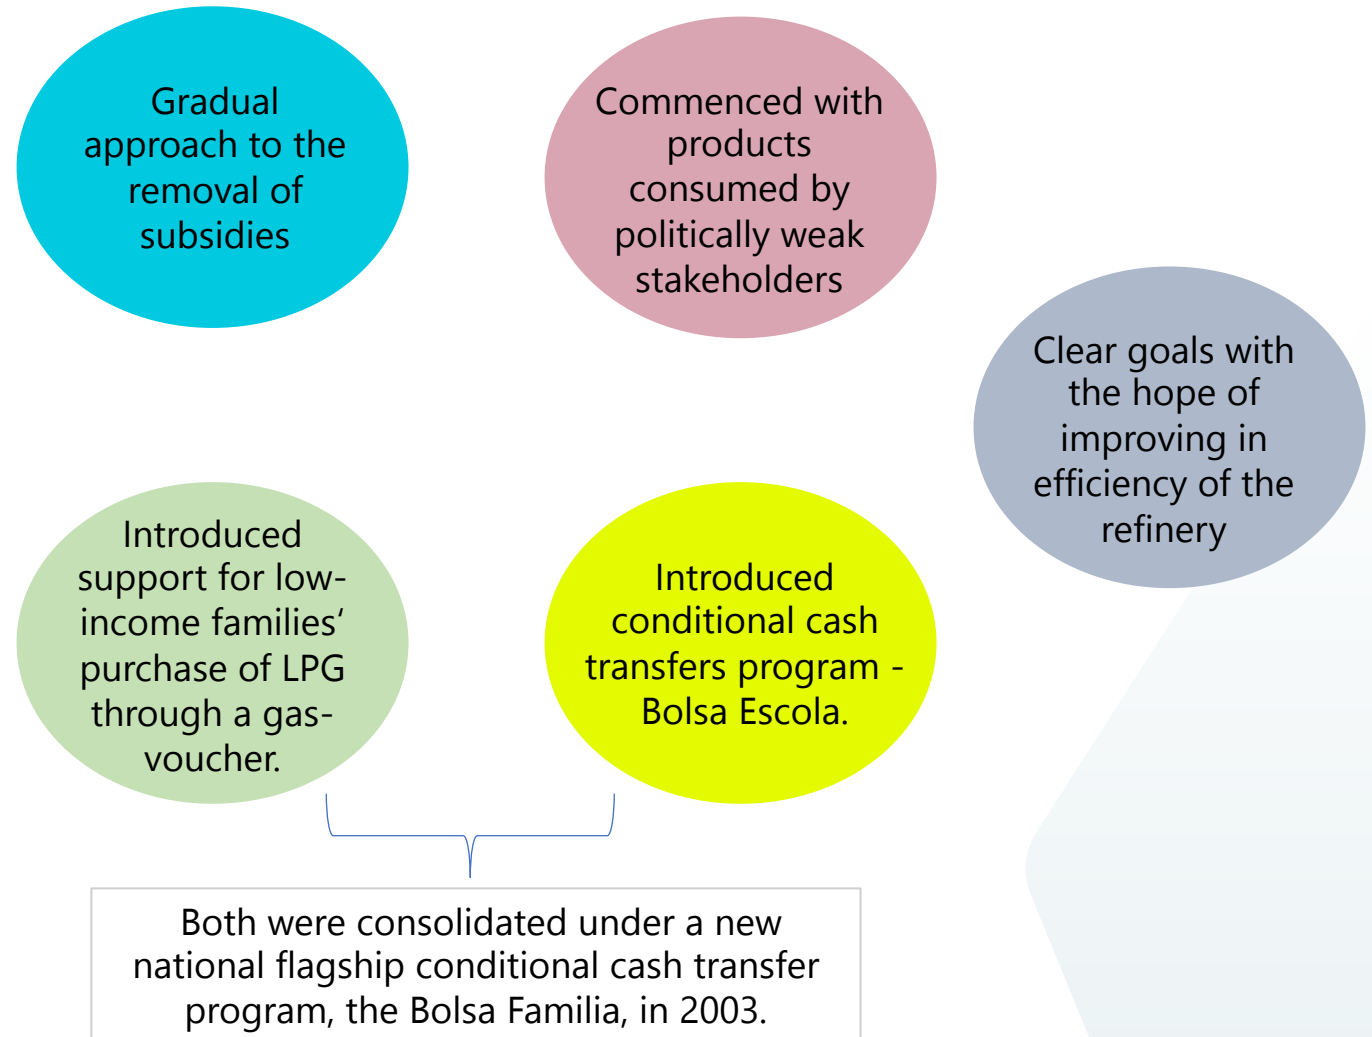 Gradual
approach to the
removal of
subsidies
Commenced with
products
consumed by
politically weak
stakeholders
Clear goals with
the hope of
improving in
efficiency of the
refinery
Introduced
support for low-
income families‘
purchase of LPG
through a gas-
voucher.
Introduced
conditional cash
transfers program -
Bolsa Escola.
Both were consolidated under a new
national flagship conditional cash transfer
program, the Bolsa Familia, in 2003.